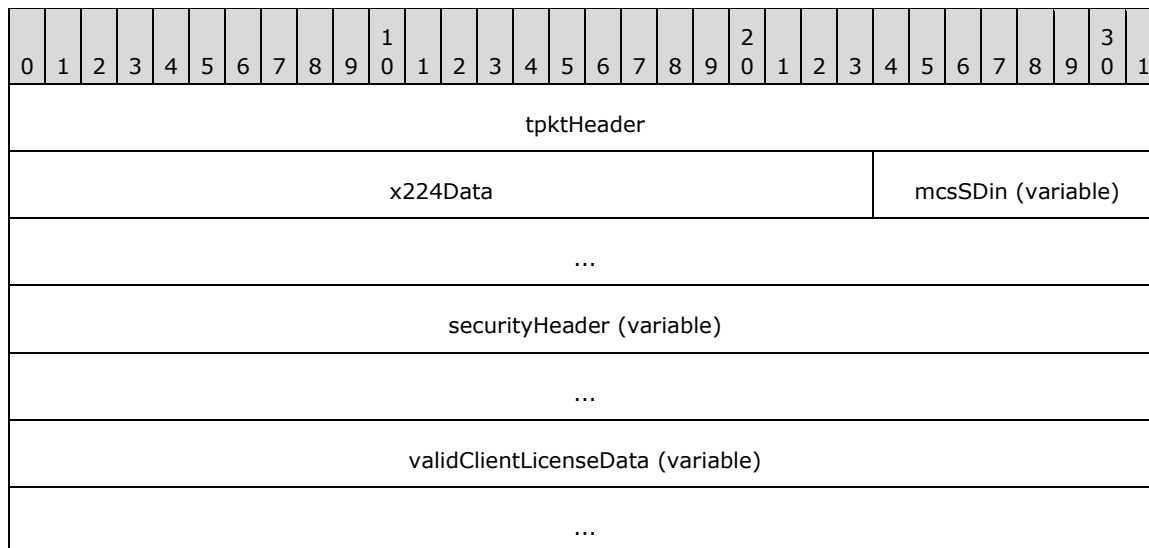 1 2 3
0 1 2 3 4 5 6 7 8 9 0 1 2 3 4 5 6 7 8 9 0 1 2 3 4 5 6 7 8 9 0 1
tpktHeader
x224Data mcsSDin (variable)
...
securityHeader (variable)
...
validClientLicenseData (variable)
...